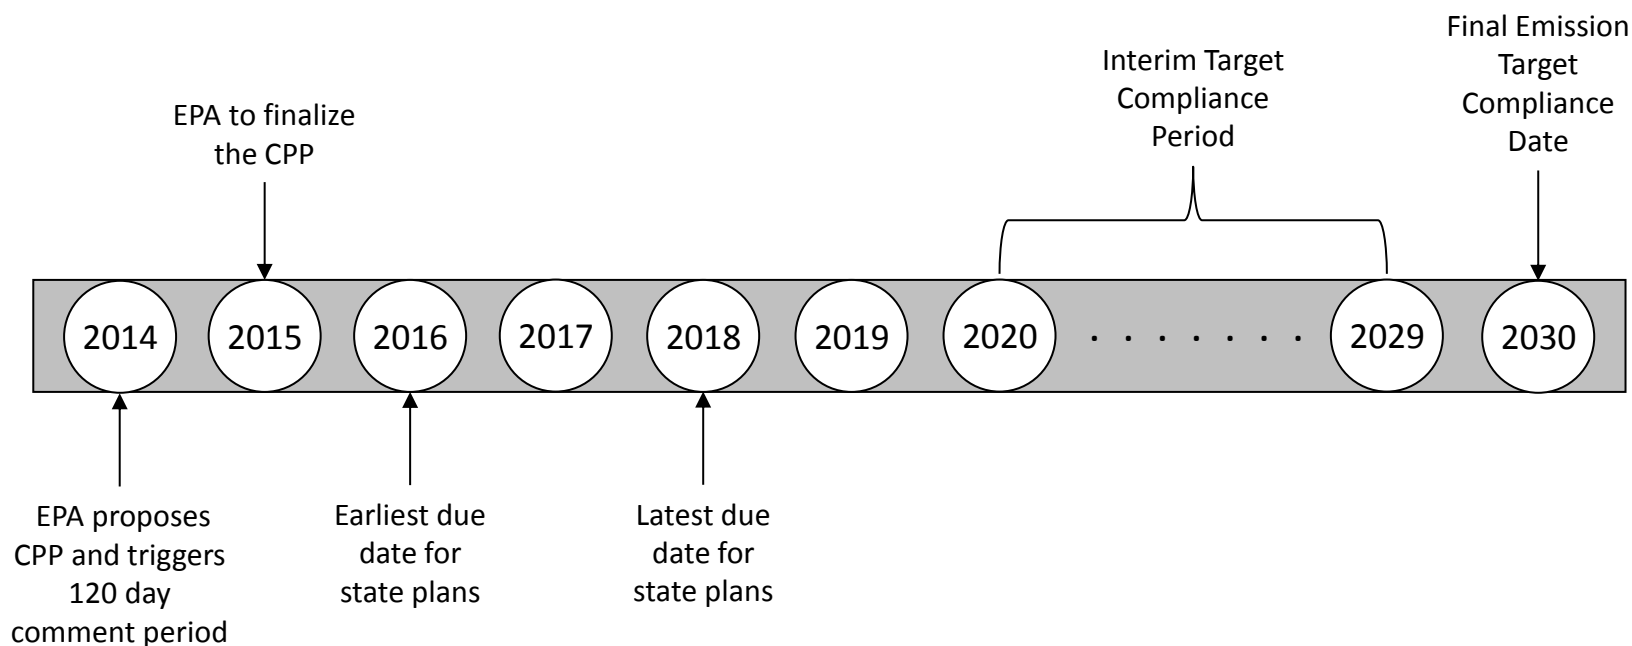 Final Emission
Target
Compliance
Date
Interim Target
Compliance
Period
EPA to finalize
the CPP
2014
2015
2016
2017
2018
2019
2020
. . . . . . .
2029
2030
EPA proposes
CPP and triggers
120 day
comment period
Earliest due
date for
state plans
Latest due
date for
state plans